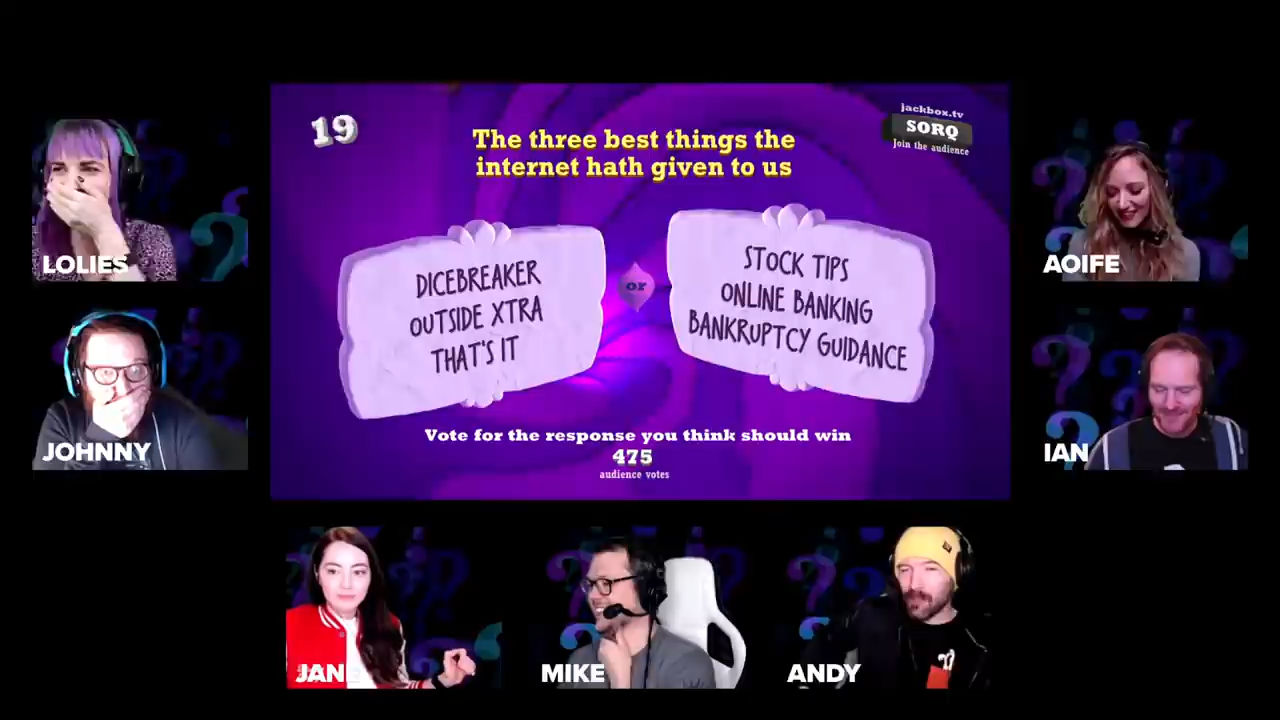 19
jackbox.tv
SORQ
Join the audience
The three best things the
internet hath given to us
DICEBREAKER
OUTSIDE XTRA
THAT'S IT
or
STOCK TIPS
ONLINE BANKING
BANKRUPTCY GUIDANCE
Vote for the response you think should win
475
audience votes
LOLIES
AOIFE
JOHNNY
IAN
JANE
MIKE
ANDY